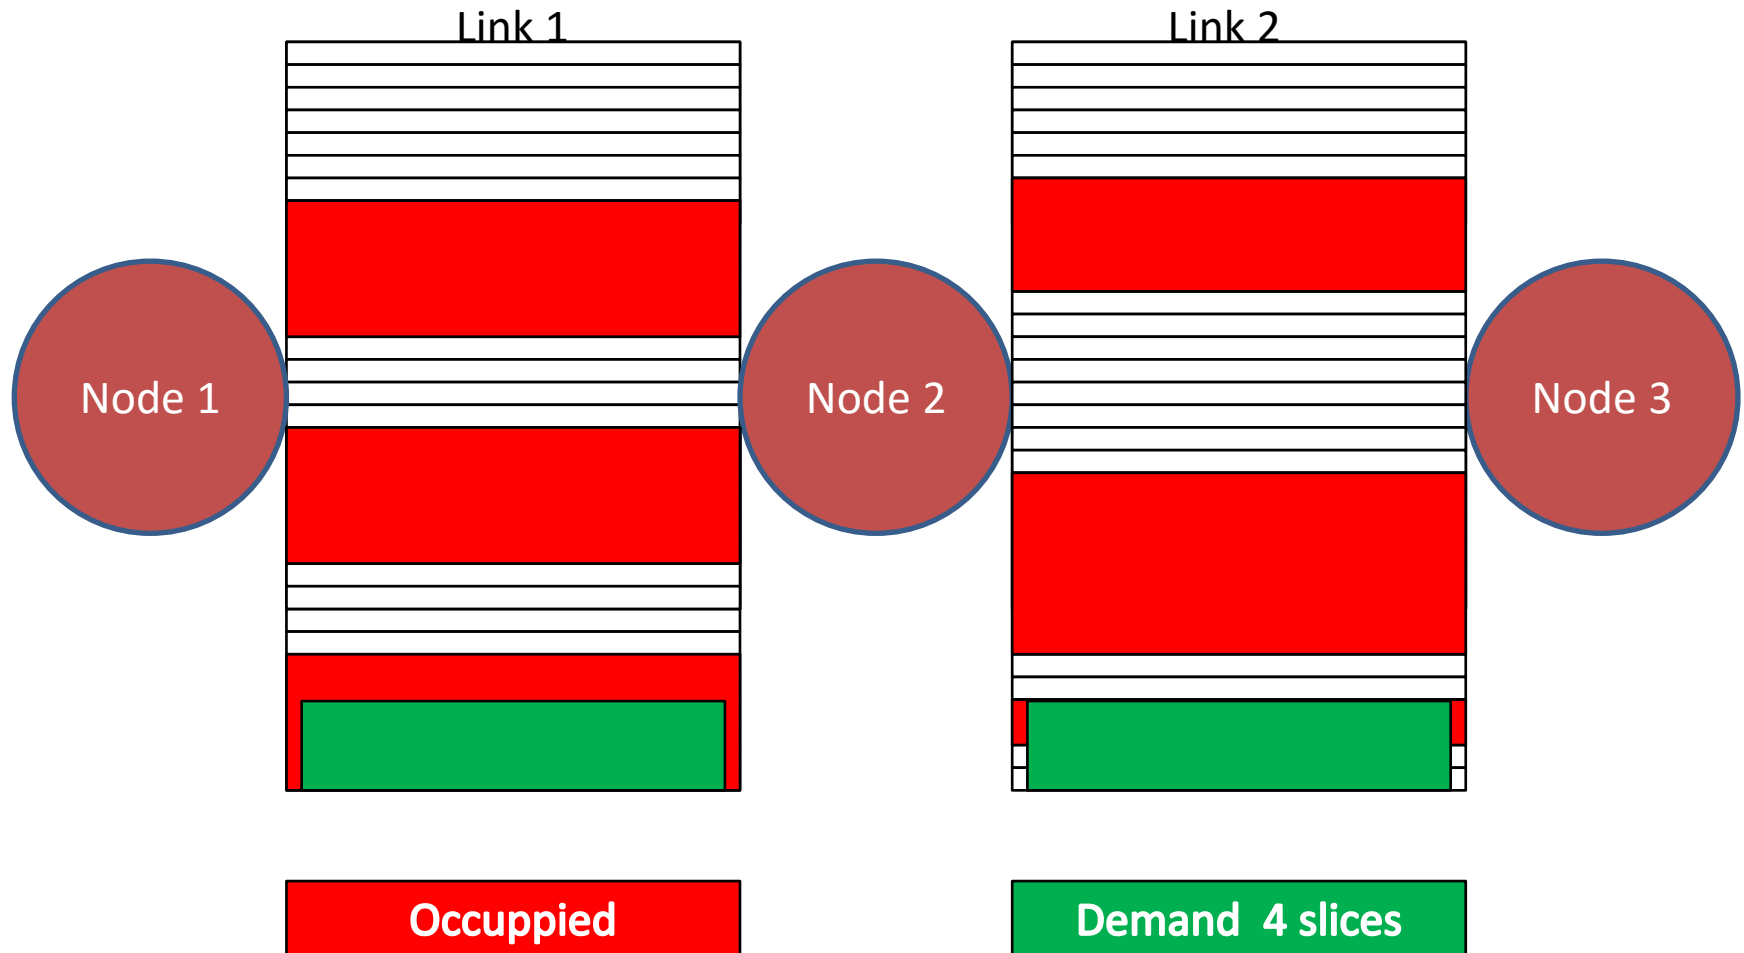 Link 1
Link 2
Node 1
Node 2
Node 3
Occuppied
Demand 4 slices